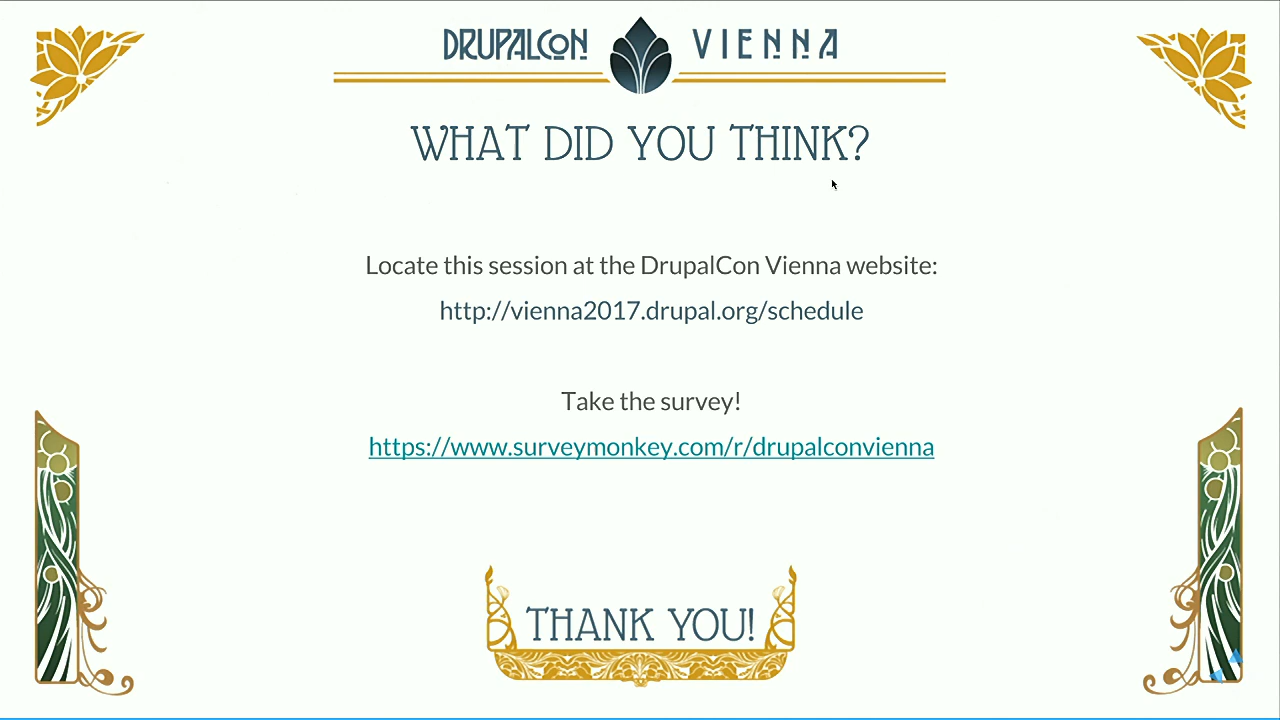 DRUPALCON VIENNA
WHAT DID YOU THINK?
Locate this session at the DrupalCon Vienna website:
http://vienna2017.drupal.org/schedule
Take the survey!
https://www.surveymonkey.com/r/drupalconvienna
THANK YOU!